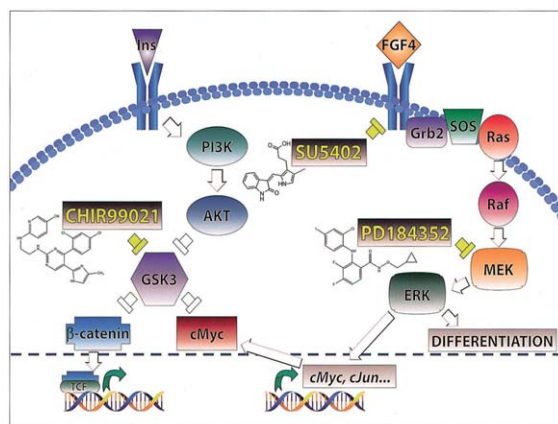 Ins
FGF4
PI3K
SU5402
Grb2
SOS
Ras
AKT
Raf
CHIR99021
PD184352
GSK3
MEK
ERK
β-catenin
cMyc
DIFFERENTIATION
TCF
cMyc, cJun...